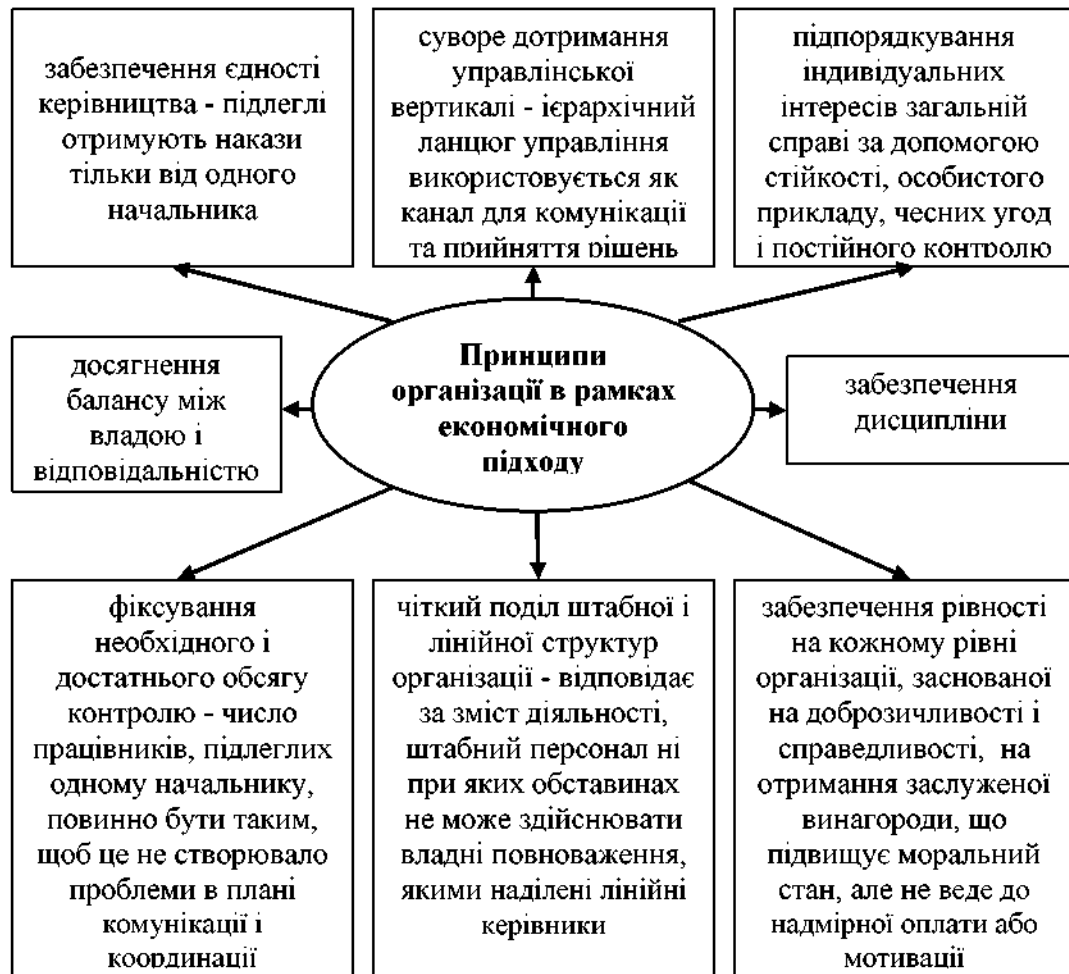 забезпечення єдності
керівництва - підлеглі
отримують накази
тільки від одного
начальника
суворе дотримання
управлінської
вертикалі - ієрархічний
ланцюг управління
використовується як
канал для комунікації
та прийняття рішень
підпорядкування
індивідуальних
інтересів загальній
справі за допомогою
стійкості, особистого
прикладу, чесних угод
і постійного контролю
досягнення
балансу між
владою і
відповідальністю
Принципи
організації в рамках
економічного
підходу
забезпечення
дисципліни
фіксування
необхідного і
достатнього обсягу
контролю - число
працівників, підлеглих
одному начальнику,
повинно бути таким,
щоб це не створювало
проблеми в плані
комунікації і
координації
чіткий поділ штабної і
лінійної структур
організації - відповідає
за зміст діяльності,
штабний персонал ні
при яких обставинах
не може здійснювати
владні повноваження,
якими наділені лінійні
керівники
забезпечення рівності
на кожному рівні
організації, заснованої
на доброзичливості і
справедливості, на
отримання заслуженої
винагороди, що
підвищує моральний
стан, але не веде до
надмірної оплати або
мотивації